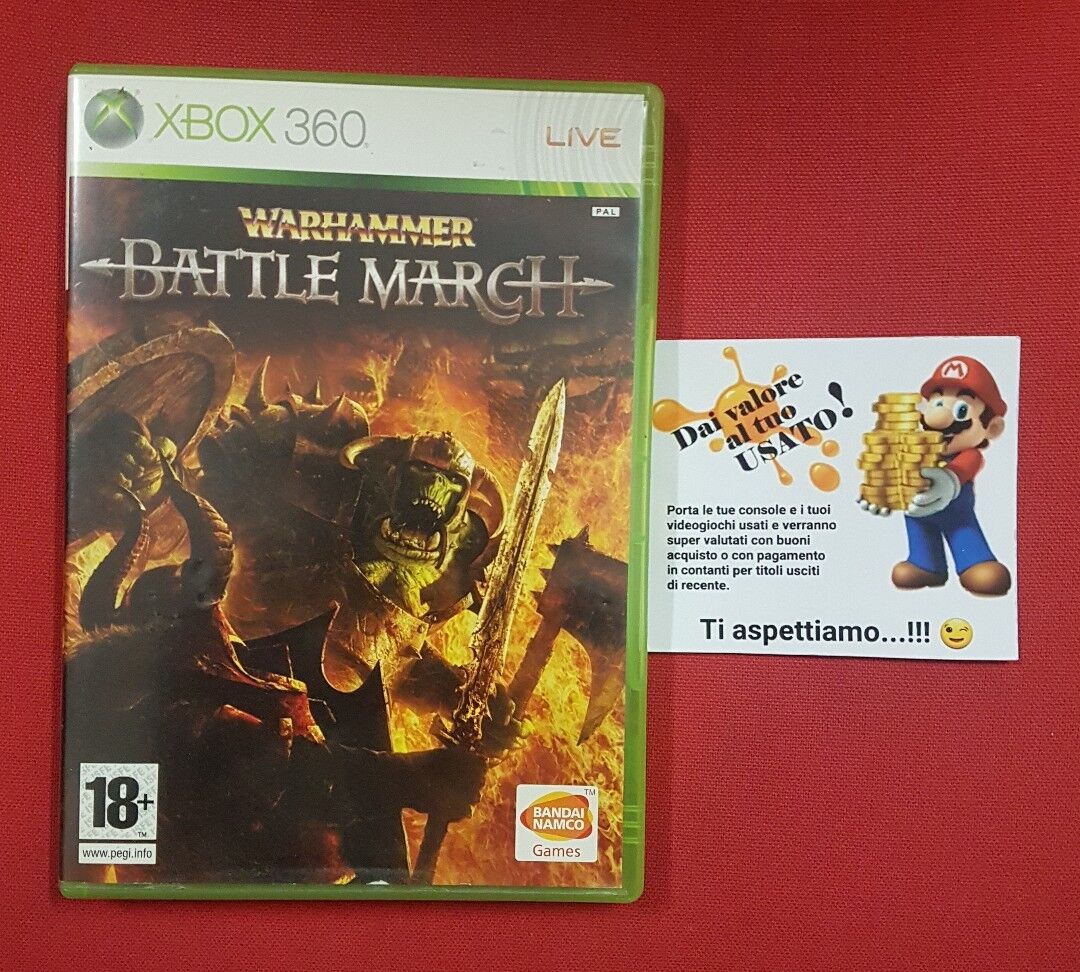 XBOX 360
LIVE
PAL
WARHAMMER
BATTLE MARCH
18+
TM
www.pegi.info
TM
BANDAI
NAMCO
Games
Dai valore
al tuo
USATO!
M
Porta le tue console e i tuoi
videogiochi usati e verranno
super valutati con buoni
acquisto o con pagamento
in contanti per titoli usciti
di recente.
Ti aspettiamo...!!! 😉